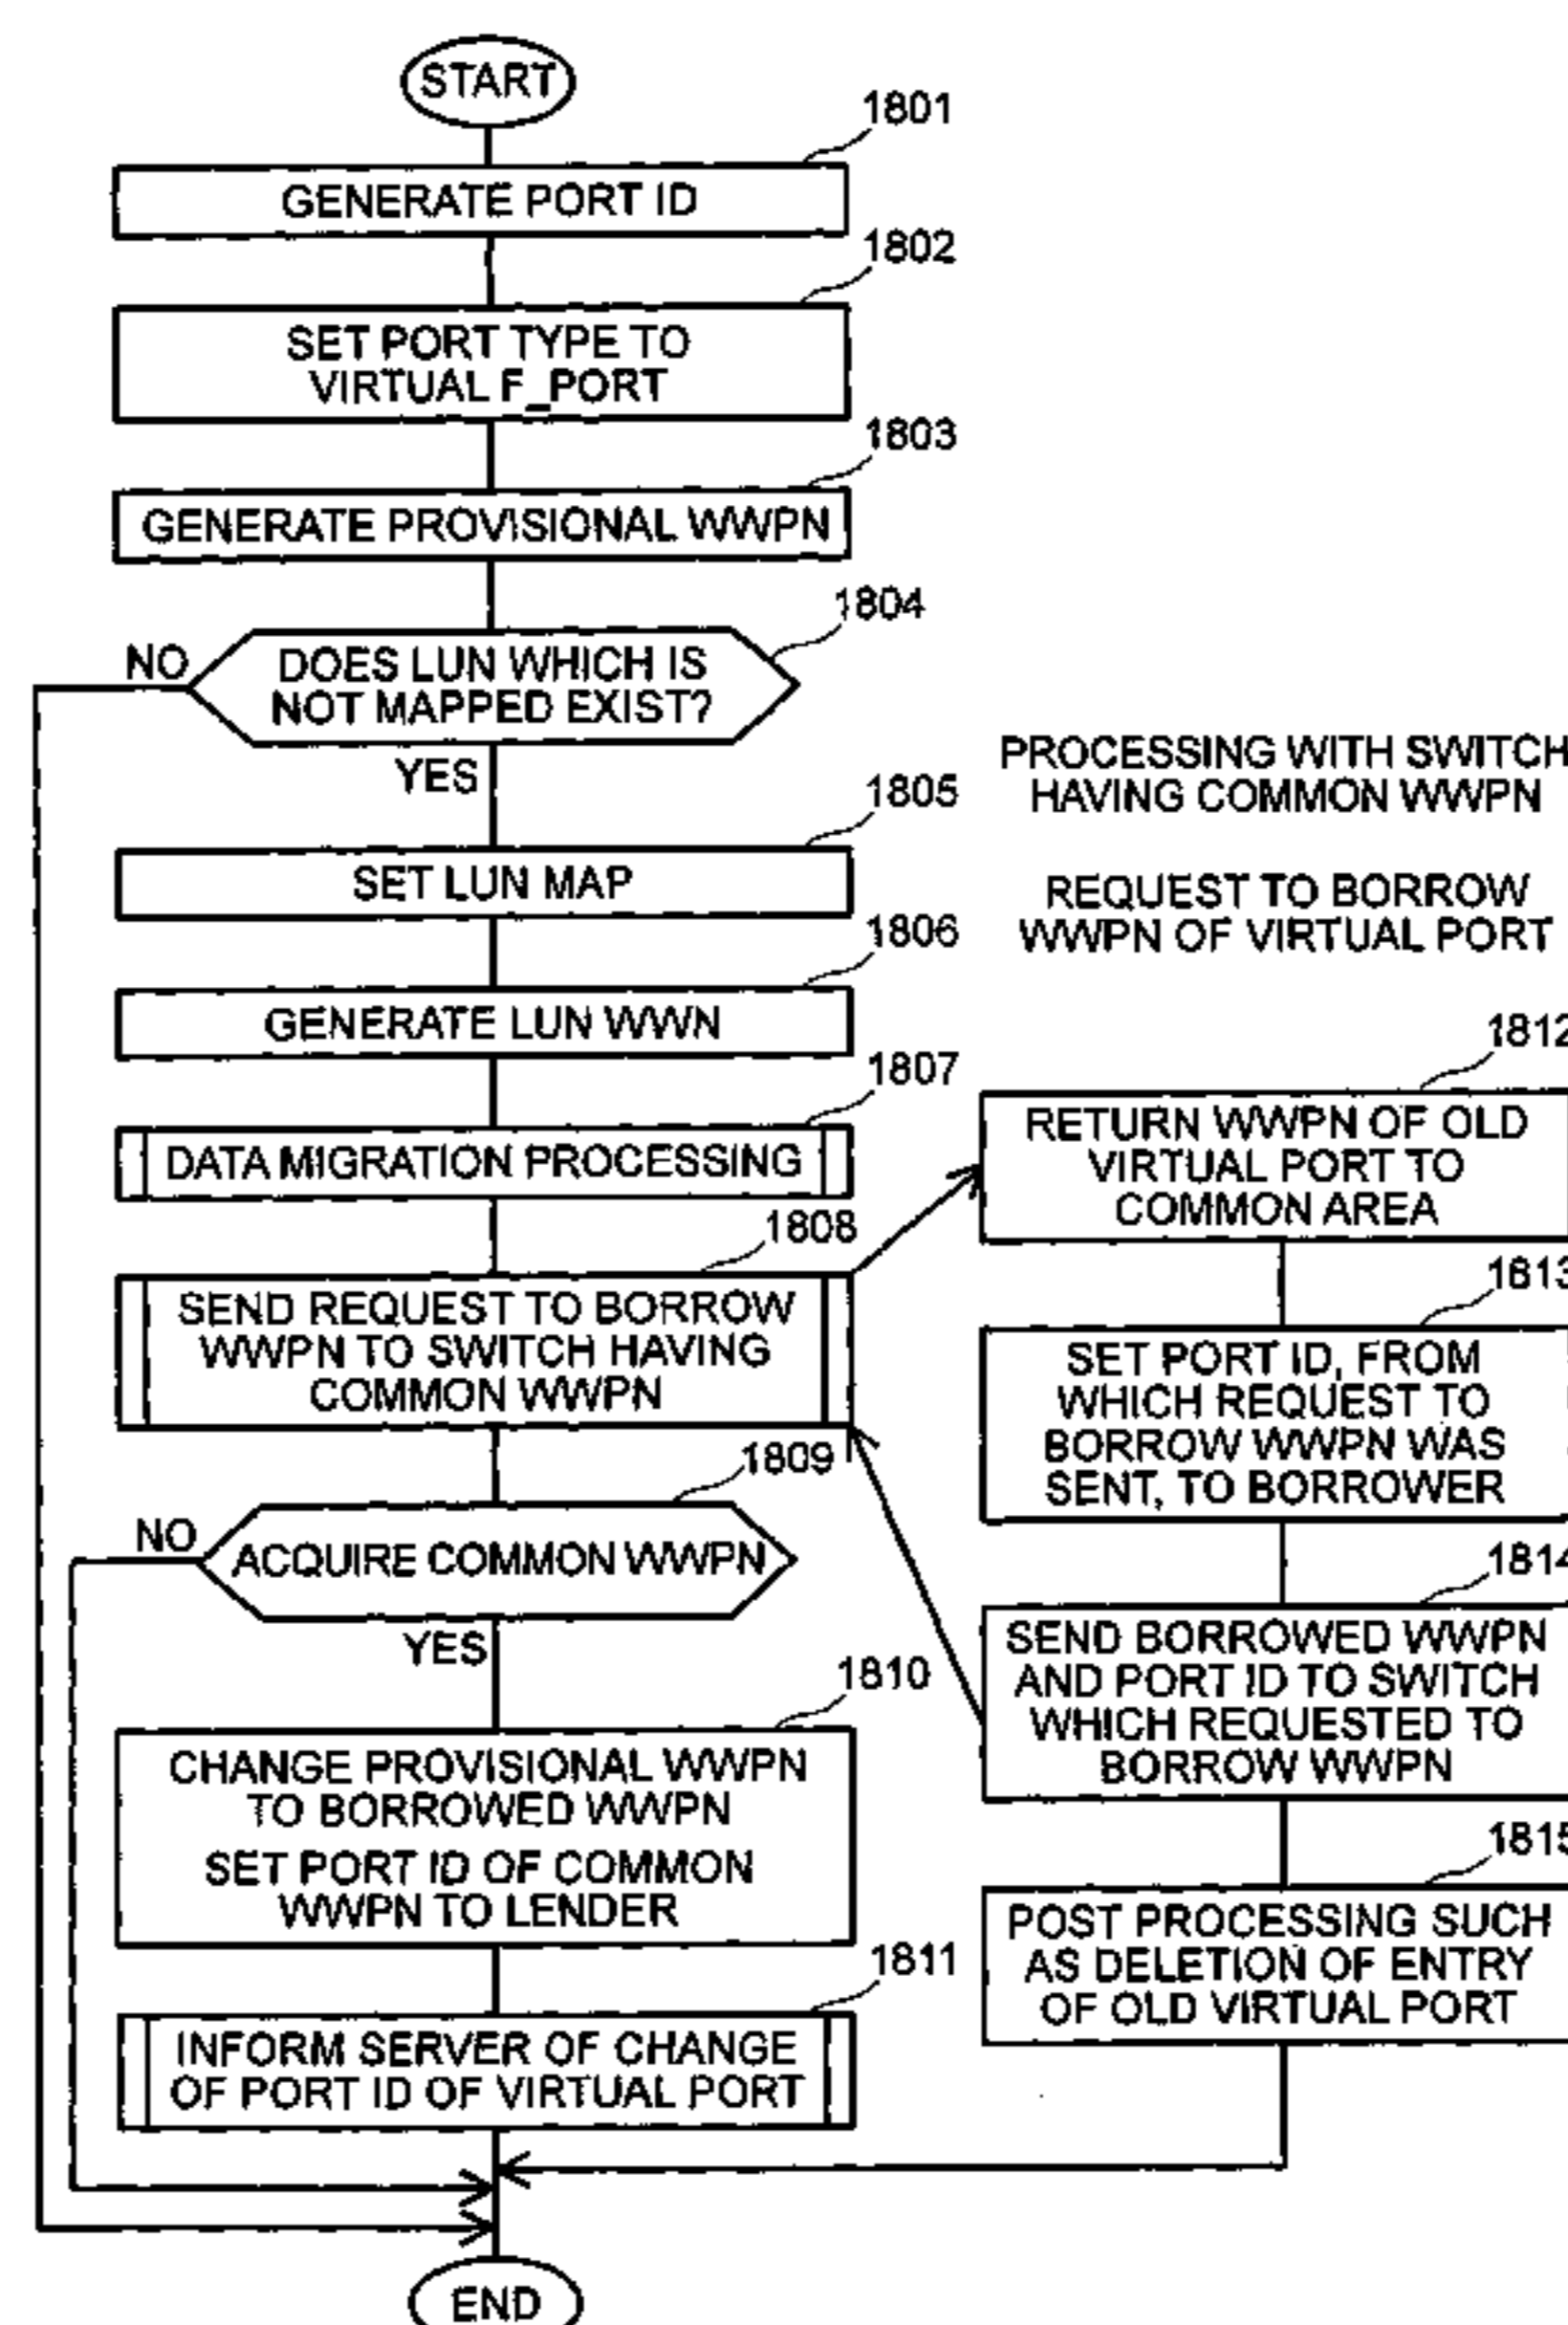 START
1801
GENERATE PORT ID
1802
SET PORT TYPE TO
VIRTUAL F_PORT
1803
GENERATE PROVISIONAL WWPN
1804
NO
DOES LUN WHICH IS
NOT MAPPED EXIST?
YES
1805
SET LUN MAP
1806
GENERATE LUN WWN
1807
DATA MIGRATION PROCESSING
1808
SEND REQUEST TO BORROW
WWPN TO SWITCH HAVING
COMMON WWPN
1809
NO
ACQUIRE COMMON WWPN
YES
1810
CHANGE PROVISIONAL WWPN
TO BORROWED WWPN
SET PORT ID OF COMMON
WWPN TO LENDER
1811
INFORM SERVER OF CHANGE
OF PORT ID OF VIRTUAL PORT
END
PROCESSING WITH SWITCH
HAVING COMMON WWPN
REQUEST TO BORROW
WWPN OF VIRTUAL PORT
1812
RETURN WWPN OF OLD
VIRTUAL PORT TO
COMMON AREA
1813
SET PORT ID, FROM
WHICH REQUEST TO
BORROW WWPN WAS
SENT, TO BORROWER
1814
SEND BORROWED WWPN
AND PORT ID TO SWITCH
WHICH REQUESTED TO
BORROW WWPN
1815
POST PROCESSING SUCH
AS DELETION OF ENTRY
OF OLD VIRTUAL PORT